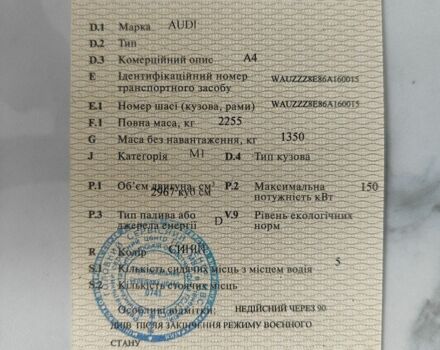 D.1 Марка AUDI
D.2 Тип
D.3 Комерційний опис A4
E Ідентифікаційний номер транспортного засобу WAUZZZ8E86A160015
E.1 Номер шасі (кузова, рами) WAUZZZ8E86A160015
F.1 Повна маса, кг 2255
G Маса без навантаження, кг 1350
J Категорія M1 D.4 Тип кузова
P.1 Об’єм двигуна, см³ 2967 куб см P.2 Максимальна потужність кВт 150
P.3 Тип палива або джерела енергії D V.9 Рівень екологічних норм
R Колір СИНІЙ
S.1 Кількість сидячих місць з місцем водія 5
S.2 Кількість стоячих місць
Особливі відмітки: НЕДІЙСНИЙ ЧЕРЕЗ 90
ДНІВ ПІСЛЯ ЗАКІНЧЕННЯ РЕЖИМУ ВОЄННОГО
СТАНУ